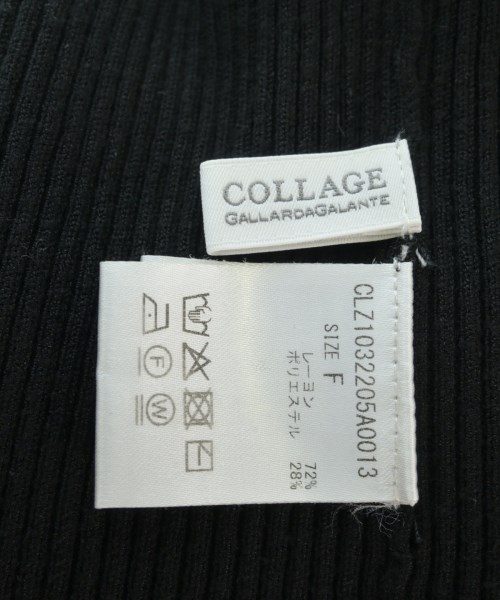 COLLAGE
GALLARDAGALANTE
CLZ1032205A0013
SIZE F
レーヨン 72%
ポリエステル 28%
F
W